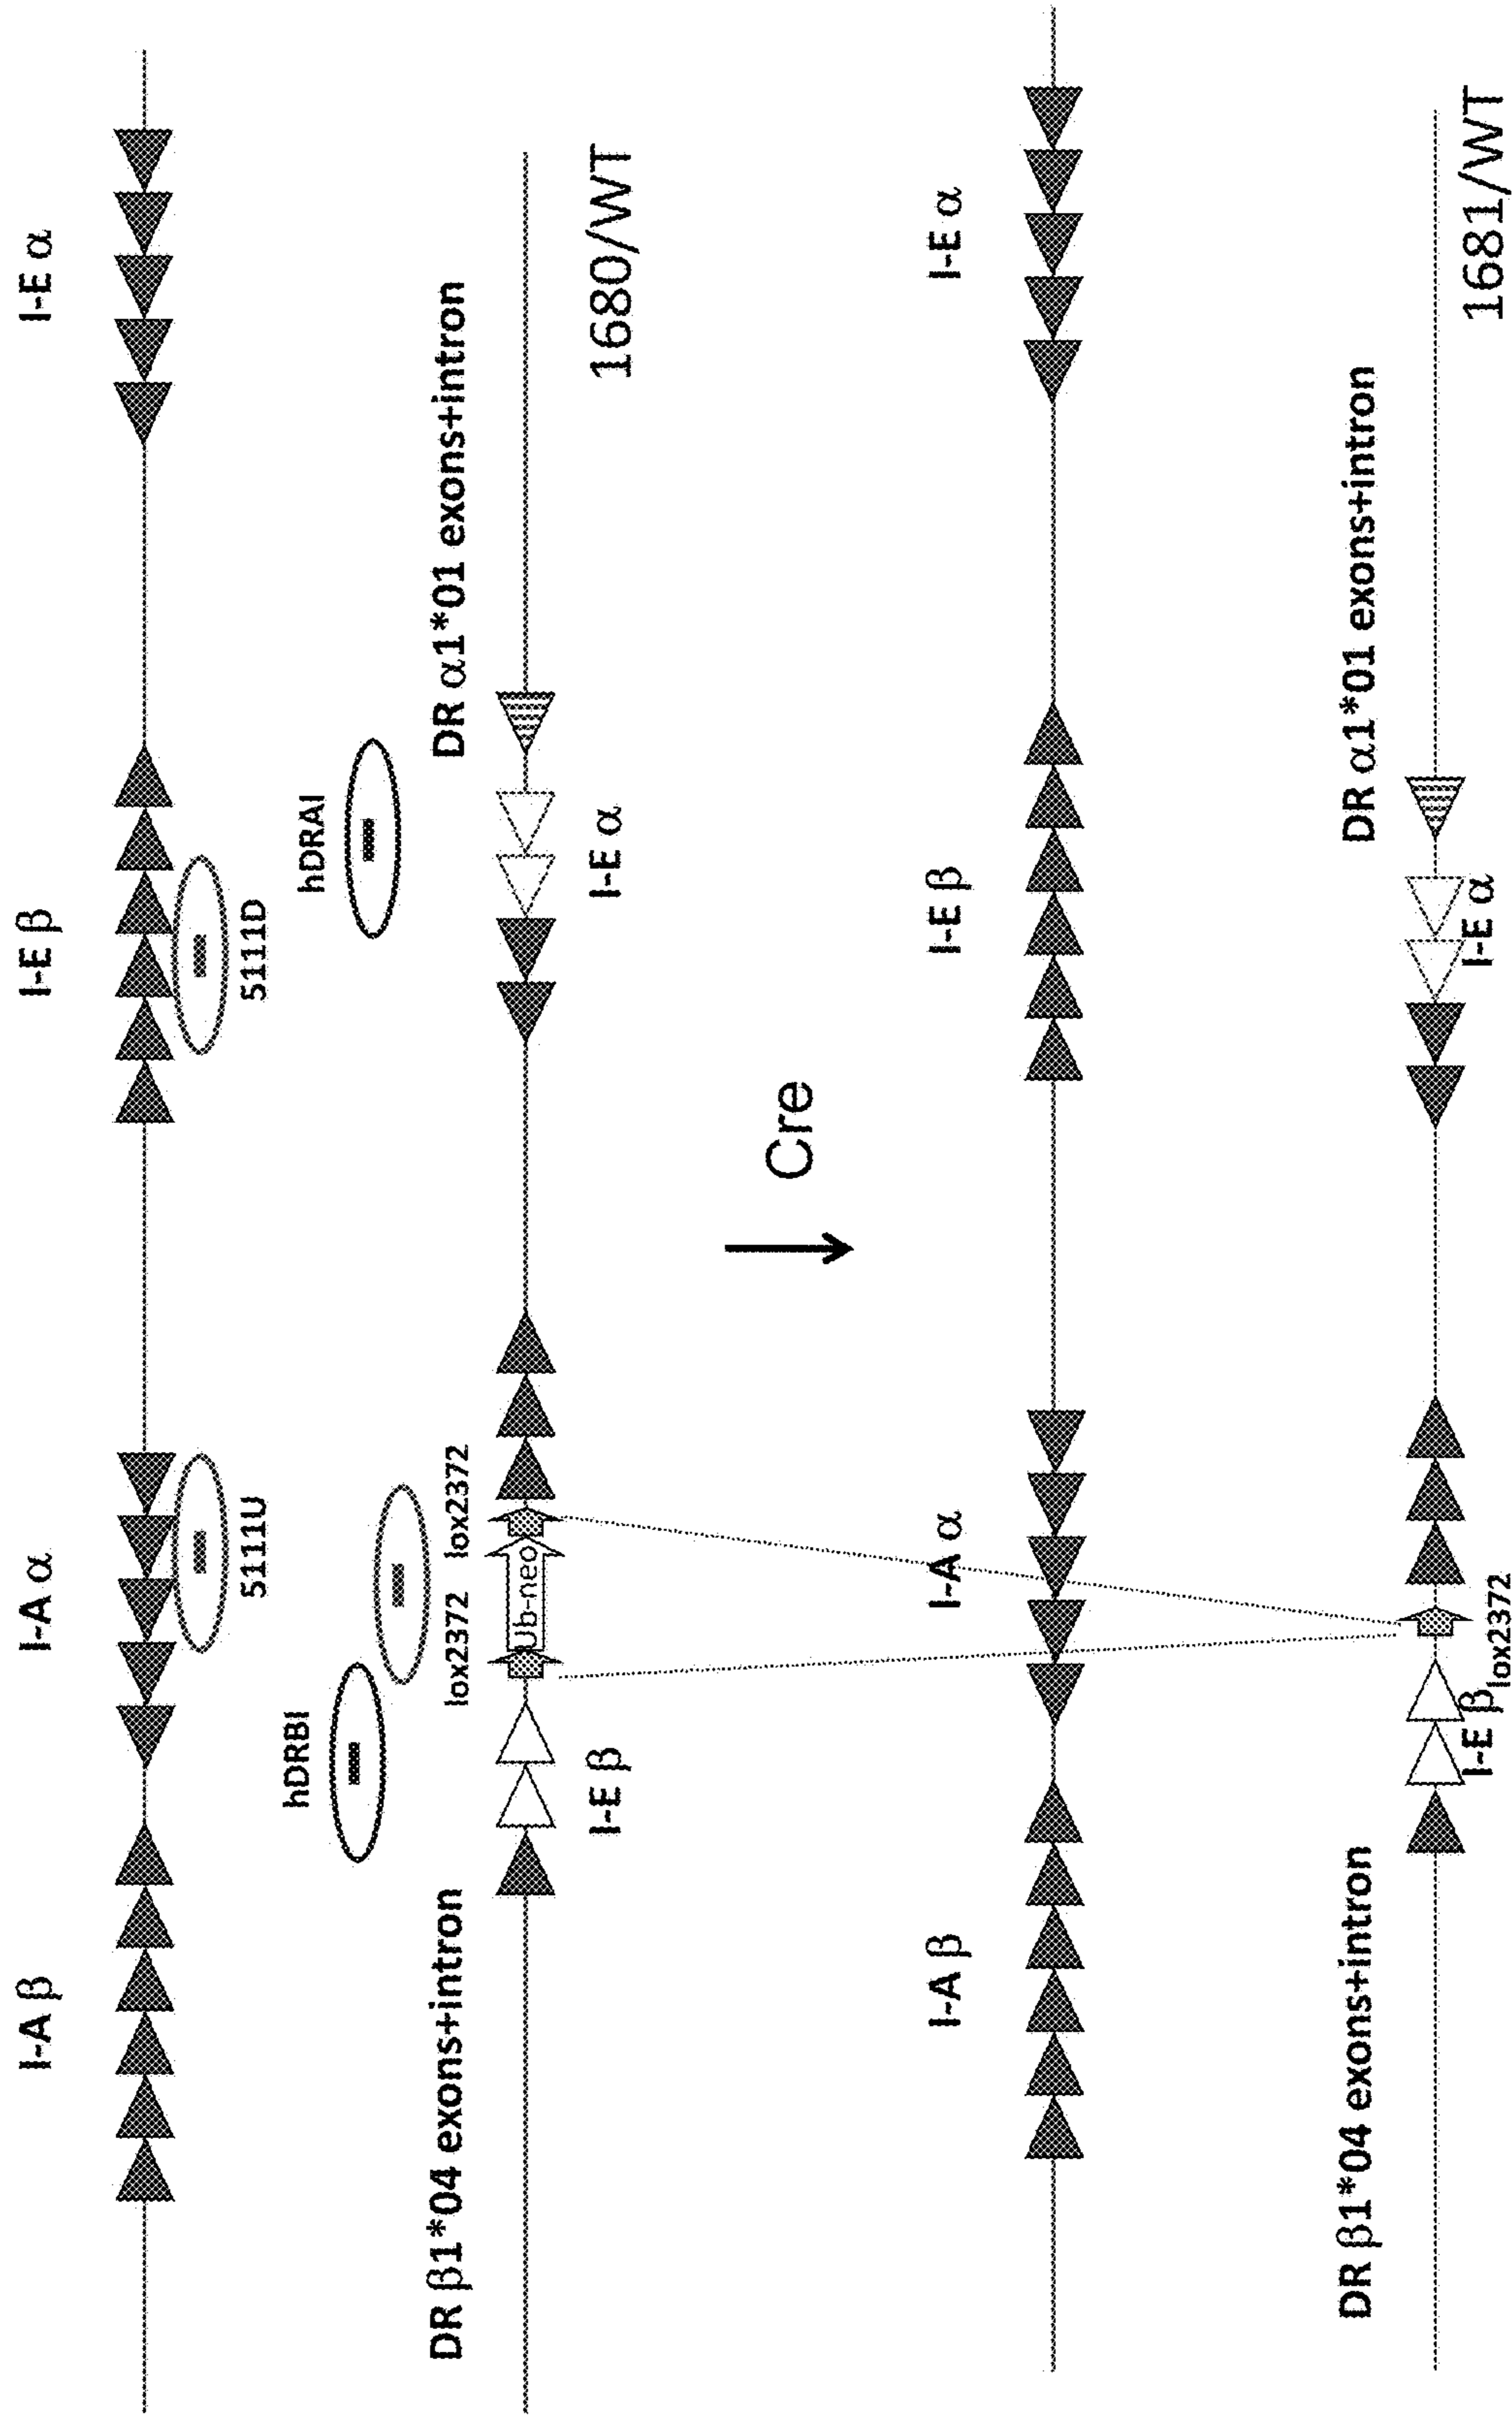 I-A β
I-A α
I-E β
I-E α
5111U
5111D
hDRBI
hDRAI
DR β1*04 exons+intron
lox2372
lox2372
DR α1*01 exons+intron
Ub-neo
I-E β
I-E α
1680/WT
Cre
I-A β
I-A α
I-E β
I-E α
DR β1*04 exons+intron
DR α1*01 exons+intron
I-E β
lox2372
I-E α
1681/WT